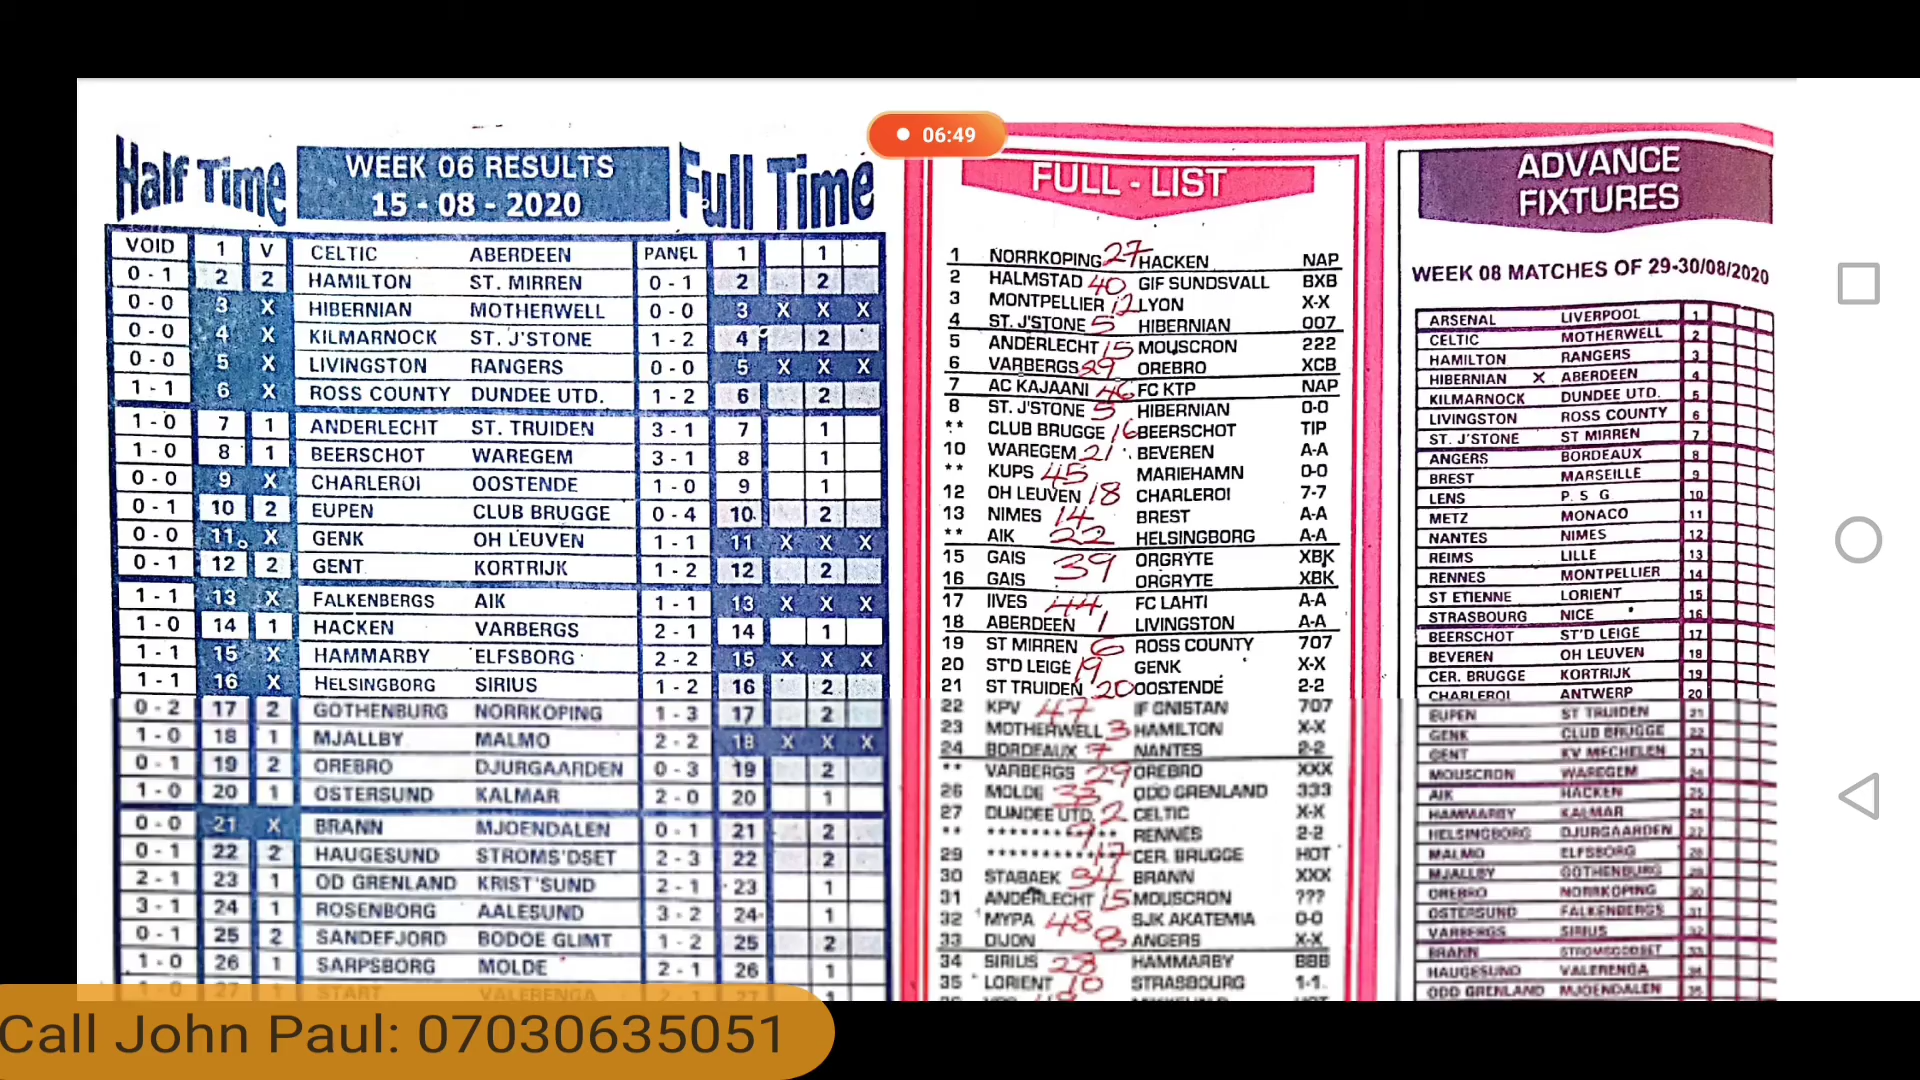 06:49
Half Time
WEEK 06 RESULTS
15 - 08 - 2020
Full Time
VOID 1 V CELTIC ABERDEEN PANEL 1 1
0 - 1 2 2 HAMILTON ST. MIRREN 0 - 1 2 2
0 - 0 3 X HIBERNIAN MOTHERWELL 0 - 0 3 X X X
0 - 0 4 X KILMARNOCK ST. J'STONE 1 - 2 4 2
0 - 0 5 X LIVINGSTON RANGERS 0 - 0 5 X X X
1 - 1 6 X ROSS COUNTY DUNDEE UTD. 1 - 2 6 2
1 - 0 7 1 ANDERLECHT ST. TRUIDEN 3 - 1 7 1
1 - 0 8 1 BEERSCHOT WAREGEM 3 - 1 8 1
0 - 0 9 X CHARLEROI OOSTENDE 1 - 0 9 1
0 - 1 10 2 EUPEN CLUB BRUGGE 0 - 4 10 2
0 - 0 11 X GENK OH LEUVEN 1 - 1 11 X X X
0 - 1 12 2 GENT KORTRIJK 1 - 2 12 2
1 - 1 13 X FALKENBERGS AIK 1 - 1 13 X X X
1 - 0 14 1 HACKEN VARBERGS 2 - 1 14 1
1 - 1 15 X HAMMARBY ELFSBORG 2 - 2 15 X X X
1 - 1 16 X HELSINGBORG SIRIUS 1 - 2 16 2
0 - 2 17 2 GOTHENBURG NORRKOPING 1 - 3 17 2
1 - 0 18 1 MJALLBY MALMO 2 - 2 18 X X X
0 - 1 19 2 OREBRO DJURGAARDEN 0 - 3 19 2
1 - 0 20 1 OSTERSUND KALMAR 2 - 0 20 1
0 - 0 21 X BRANN MJOENDALEN 0 - 1 21 2
0 - 1 22 2 HAUGESUND STROMS'DSET 2 - 3 22 2
2 - 1 23 1 OD GRENLAND KRIST'SUND 2 - 1 23 1
3 - 1 24 1 ROSENBORG AALESUND 3 - 2 24 1
0 - 1 25 2 SANDEFJORD BODOE GLIMT 1 - 2 25 2
1 - 0 26 1 SARPSBORG MOLDE 2 - 1 26 1
1 - 0 27 1 START VALERENGA 2 - 1 27 1
FULL - LIST
1 NORRKOPING 27 HACKEN NAP
2 HALMSTAD 40 GIF SUNDSVALL BXB
3 MONTPELLIER 12 LYON X-X
4 ST. J'STONE 5 HIBERNIAN 007
5 ANDERLECHT 15 MOUSCRON 222
6 VARBERGS 29 OREBRO XCB
7 AC KAJAANI 46 FC KTP NAP
8 ST. J'STONE 5 HIBERNIAN 0-0
** CLUB BRUGGE 16 BEERSCHOT TIP
10 WAREGEM 21 BEVEREN A-A
** KUPS 45 MARIEHAMN 0-0
12 OH LEUVEN 18 CHARLEROI 7-7
13 NIMES 14 BREST A-A
** AIK 22 HELSINGBORG A-A
15 GAIS 39 ORGRYTE XBK
16 GAIS ORGRYTE XBK
17 IIVES 44 FC LAHTI A-A
18 ABERDEEN 1 LIVINGSTON A-A
19 ST MIRREN 6 ROSS COUNTY 707
20 ST'D LEIGE 19 GENK X-X
21 ST TRUIDEN 20 OOSTENDE 2-2
22 KPV 47 IF GNISTAN 707
23 MOTHERWELL 3 HAMILTON X-X
24 BORDEAUX 7 NANTES 2-2
** VARBERGS 29 OREBRO XXX
26 MOLDE 33 ODD GRENLAND 333
27 DUNDEE UTD. 2 CELTIC X-X
** ********** 9 RENNES 2-2
29 ********** 17 CER. BRUGGE HOT
30 STABAEK 34 BRANN XXX
31 ANDERLECHT 15 MOUSCRON ???
32 MYPA 48 SJK AKATEMIA 0-0
33 DIJON 8 ANGERS X-X
34 SIRIUS 28 HAMMARBY BBB
35 LORIENT 10 STRASBOURG 1-1
ADVANCE
FIXTURES
WEEK 08 MATCHES OF 29-30/08/2020
ARSENAL LIVERPOOL 1
CELTIC MOTHERWELL 2
HAMILTON RANGERS 3
HIBERNIAN X ABERDEEN 4
KILMARNOCK DUNDEE UTD. 5
LIVINGSTON ROSS COUNTY 6
ST. J'STONE ST MIRREN 7
ANGERS BORDEAUX 8
BREST MARSEILLE 9
LENS P. S G 10
METZ MONACO 11
NANTES NIMES 12
REIMS LILLE 13
RENNES MONTPELLIER 14
ST ETIENNE LORIENT 15
STRASBOURG NICE 16
BEERSCHOT ST'D LEIGE 17
BEVEREN OH LEUVEN 18
CER. BRUGGE KORTRIJK 19
CHARLEROI ANTWERP 20
EUPEN ST TRUIDEN 21
GENK CLUB BRUGGE 22
GENT KV MECHELEN 23
MOUSCRON WAREGEM 24
AIK HACKEN 25
HAMMARBY KALMAR 26
HELSINGBORG DJURGAARDEN 27
MALMO ELFSBORG 28
MJALLBY GOTHENBURG 29
OREBRO NORRKOPING 30
OSTERSUND FALKENBERGS 31
VARBERGS SIRIUS 32
BRANN STROMSGODSET 33
HAUGESUND VALERENGA 34
ODD GRENLAND MJOENDALEN 35
Call John Paul: 07030635051